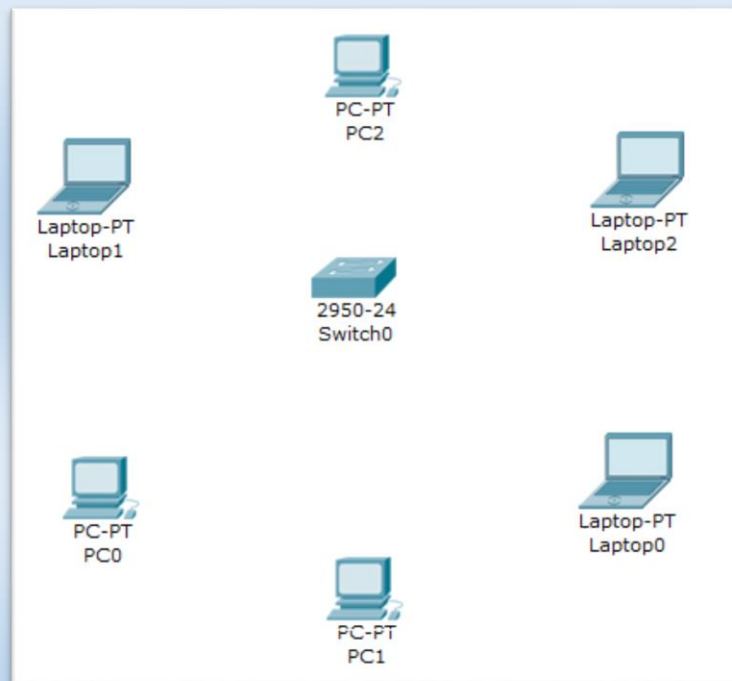 PC-PT
PC2
Laptop-PT
Laptop1
Laptop-PT
Laptop2
2950-24
Switch0
PC-PT
PC0
Laptop-PT
Laptop0
PC-PT
PC1